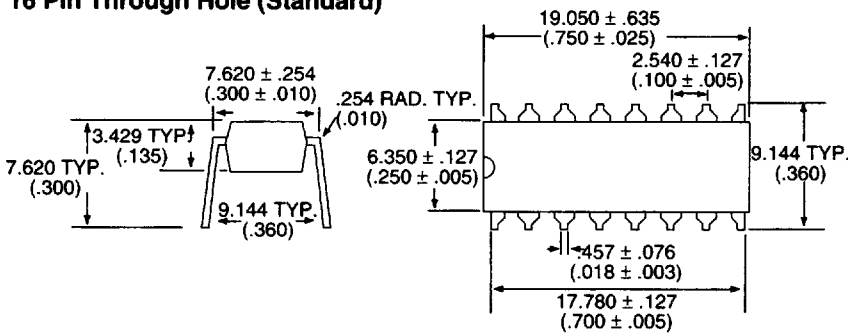 16 Pin Through Hole (Standard)
19.050 ± .635
(.750 ± .025)
7.620 ± .254
(.300 ± .010)
2.540 ± .127
(.100 ± .005)
.254 RAD. TYP.
(.010)
3.429 TYP.
(.135)
7.620 TYP.
(.300)
6.350 ± .127
(.250 ± .005)
9.144 TYP.
(.360)
9.144 TYP.
(.360)
.457 ± .076
(.018 ± .003)
17.780 ± .127
(.700 ± .005)